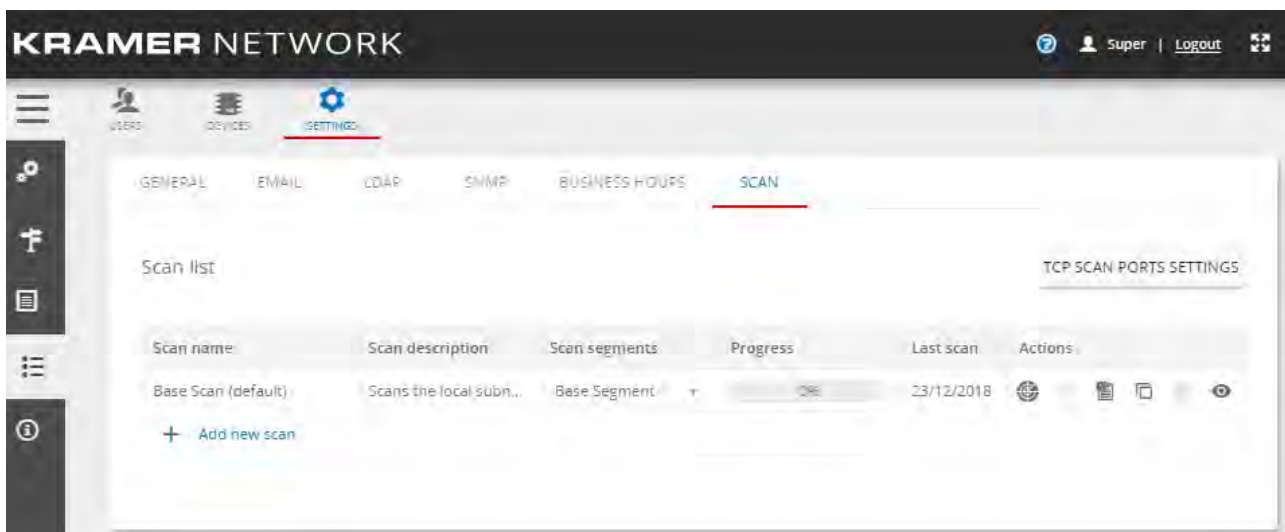 KRAMER NETWORK
Super | Logout
USERS DEVICES SETTINGS
GENERAL EMAIL LDAP SNMP BUSINESS HOURS SCAN
Scan list
TCP SCAN PORTS SETTINGS
Scan name Scan description Scan segments Progress Last scan Actions
Base Scan (default) Scans the local subn... Base Segment 0% 23/12/2018
+ Add new scan